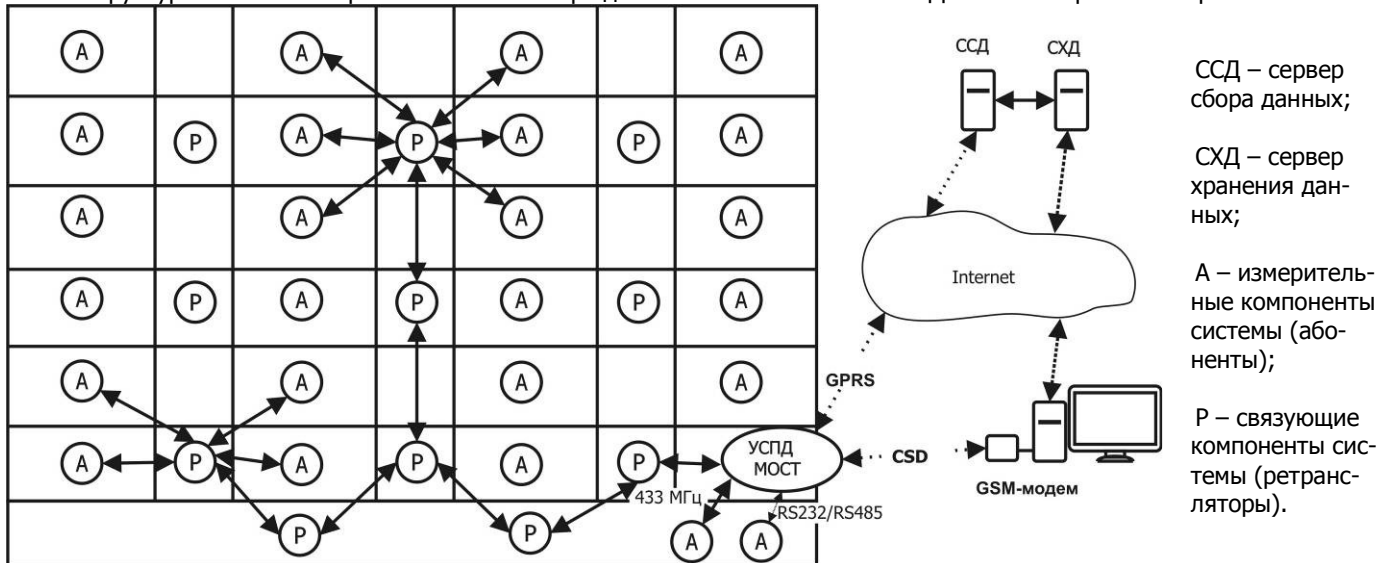 А А А А
А Р А Р А Р А
А А А А
А Р А Р А Р А
А А А А
А Р А Р А Р
УСПД
МОСТ
433 МГц
RS232/RS485
Р Р А А
ССД СХД
Internet
GPRS
CSD
GSM-модем
ССД – сервер
сбора данных;
СХД – сервер
хранения дан-
ных;
А – измеритель-
ные компоненты
системы (або-
ненты);
Р – связующие
компоненты сис-
темы (ретранс-
ляторы).